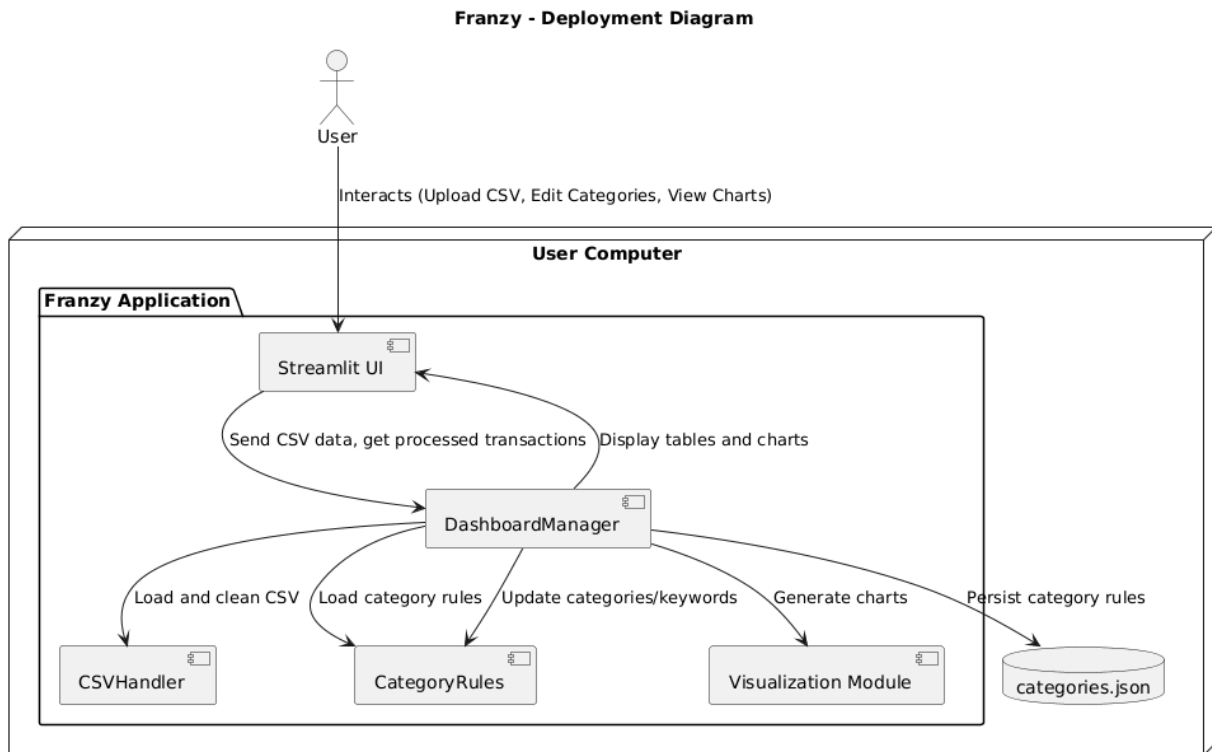 Franzy - Deployment Diagram
User
Interacts (Upload CSV, Edit Categories, View Charts)
User Computer
Franzy Application
Streamlit UI
Send CSV data, get processed transactions
Display tables and charts
DashboardManager
Load and clean CSV
Load category rules
Update categories/keywords
Generate charts
Persist category rules
CSVHandler
CategoryRules
Visualization Module
categories.json